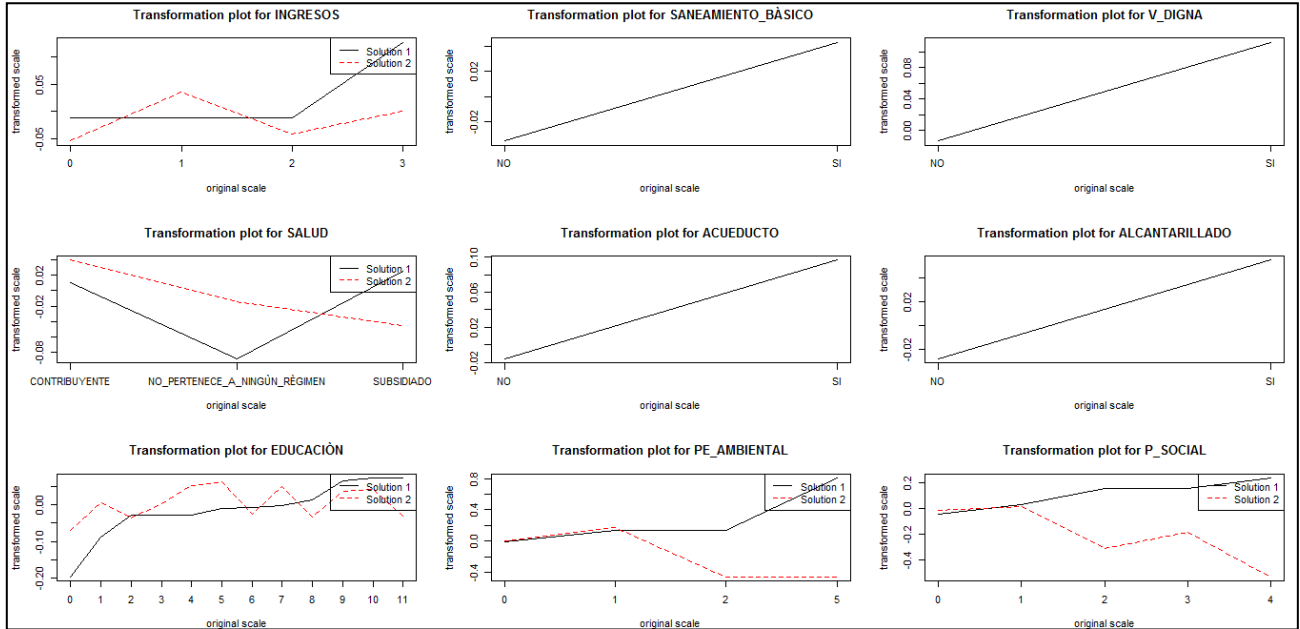 Transformation plot for INGRESOS
transformed scale
0.05
-0.05
Solution 1
Solution 2
0 1 2 3
original scale
Transformation plot for SANEAMIENTO_BÀSICO
transformed scale
0.02
-0.02
NO SI
original scale
Transformation plot for V_DIGNA
transformed scale
0.08
0.04
0.00
NO SI
original scale
Transformation plot for SALUD
transformed scale
0.02
-0.02
-0.08
Solution 1
Solution 2
CONTRIBUYENTE NO_PERTENECE_A_NINGÙN_RÈGIMEN SUBSIDIADO
original scale
Transformation plot for ACUEDUCTO
transformed scale
0.10
0.06
0.02
-0.02
NO SI
original scale
Transformation plot for ALCANTARILLADO
transformed scale
0.02
-0.02
NO SI
original scale
Transformation plot for EDUCACIÒN
transformed scale
0.00
-0.10
-0.20
Solution 1
Solution 2
0 1 2 3 4 5 6 7 8 9 10 11
original scale
Transformation plot for PE_AMBIENTAL
transformed scale
0.8
0.4
0.0
-0.4
Solution 1
Solution 2
0 1 2 5
original scale
Transformation plot for P_SOCIAL
transformed scale
0.2
0.0
-0.2
-0.4
Solution 1
Solution 2
0 1 2 3 4
original scale